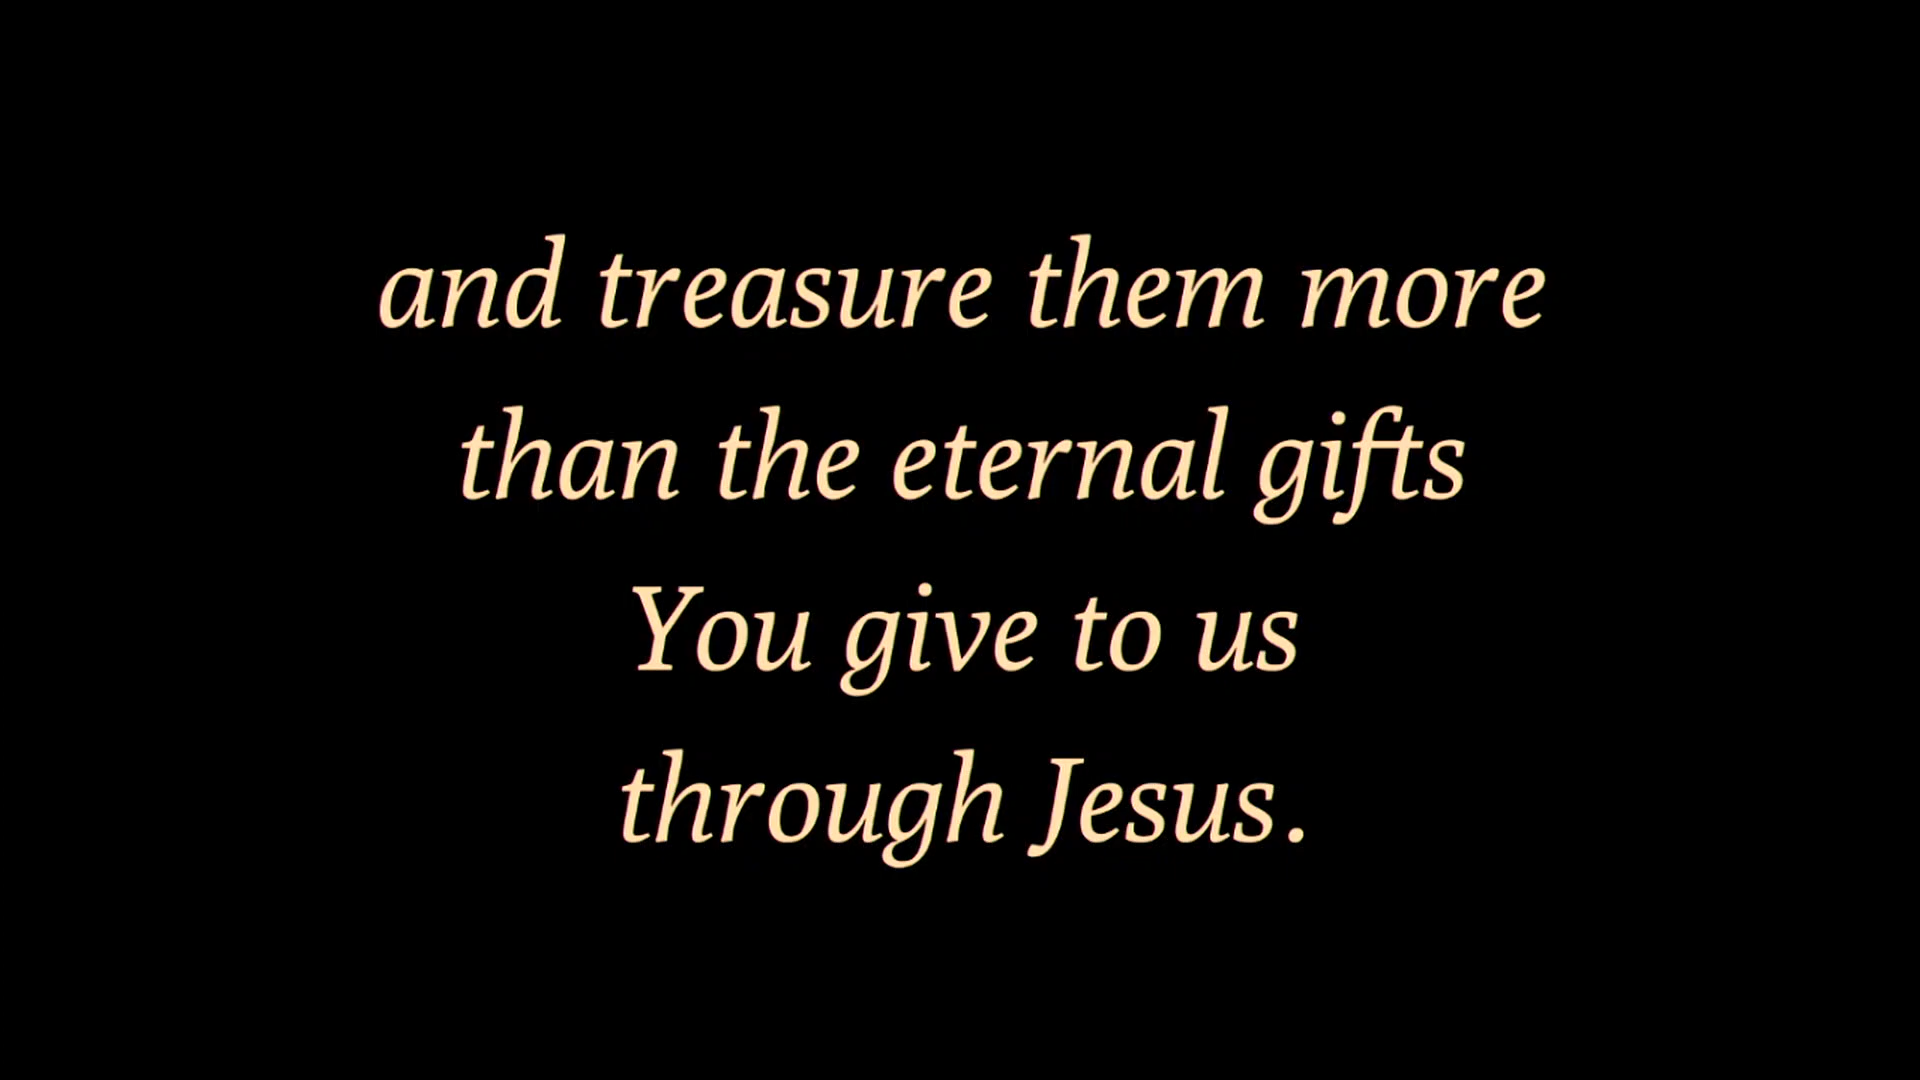 and treasure them more
than the eternal gifts
You give to us
through Jesus.